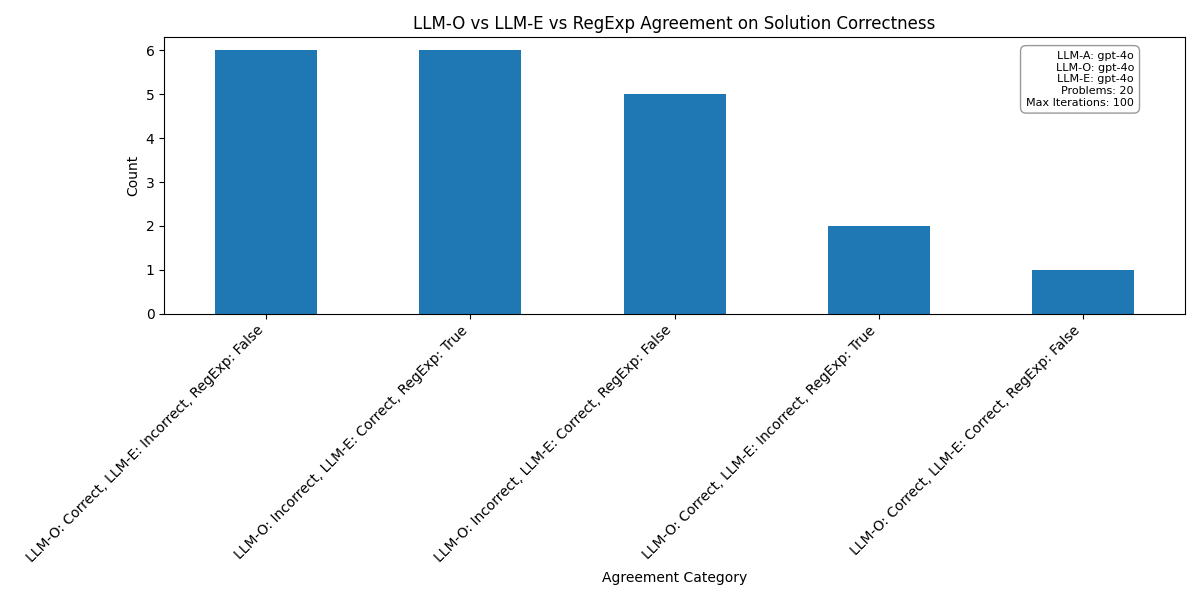 LLM-O vs LLM-E vs RegExp Agreement on Solution Correctness
LLM-A: gpt-4o
LLM-O: gpt-4o
LLM-E: gpt-4o
Problems: 20
Max Iterations: 100
Count
6
5
4
3
2
1
0
LLM-O: Correct, LLM-E: Incorrect, RegExp: False
LLM-O: Incorrect, LLM-E: Correct, RegExp: True
LLM-O: Incorrect, LLM-E: Correct, RegExp: False
LLM-O: Correct, LLM-E: Incorrect, RegExp: True
LLM-O: Correct, LLM-E: Correct, RegExp: False
Agreement Category